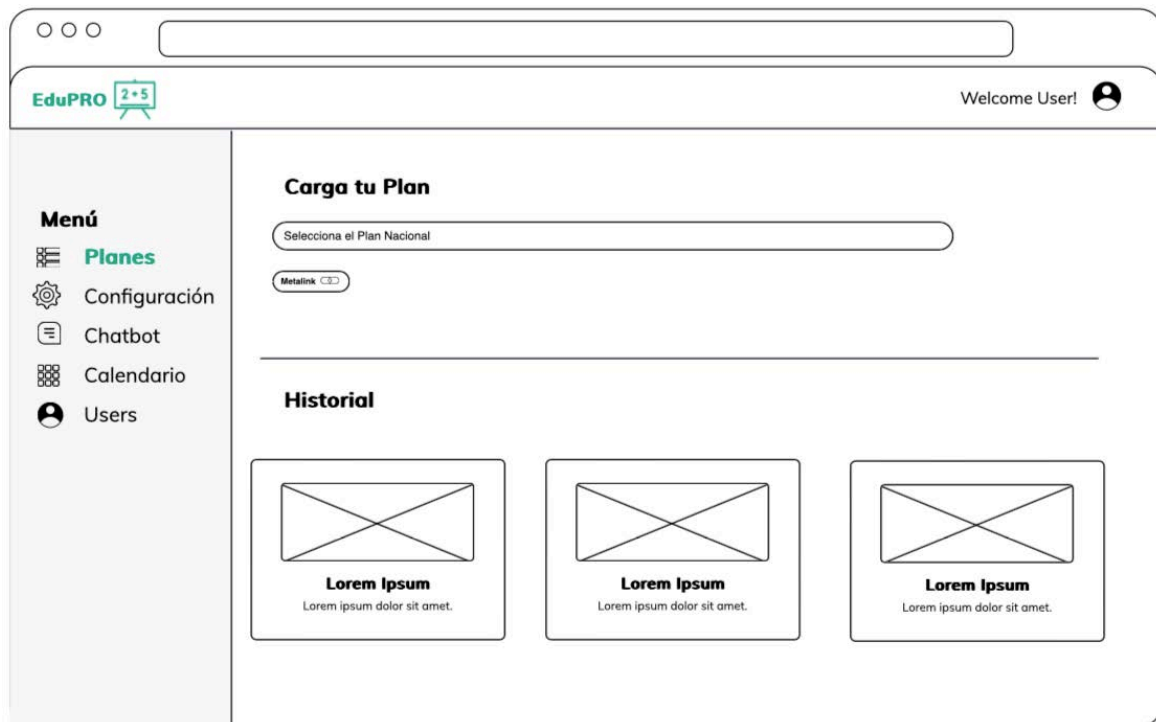 EduPRO 2+5
Welcome User!
Menú
Planes
Configuración
Chatbot
Calendario
Users
Carga tu Plan
Selecciona el Plan Nacional
Metalink
Historial
Lorem Ipsum
Lorem ipsum dolor sit amet.
Lorem Ipsum
Lorem ipsum dolor sit amet.
Lorem Ipsum
Lorem ipsum dolor sit amet.